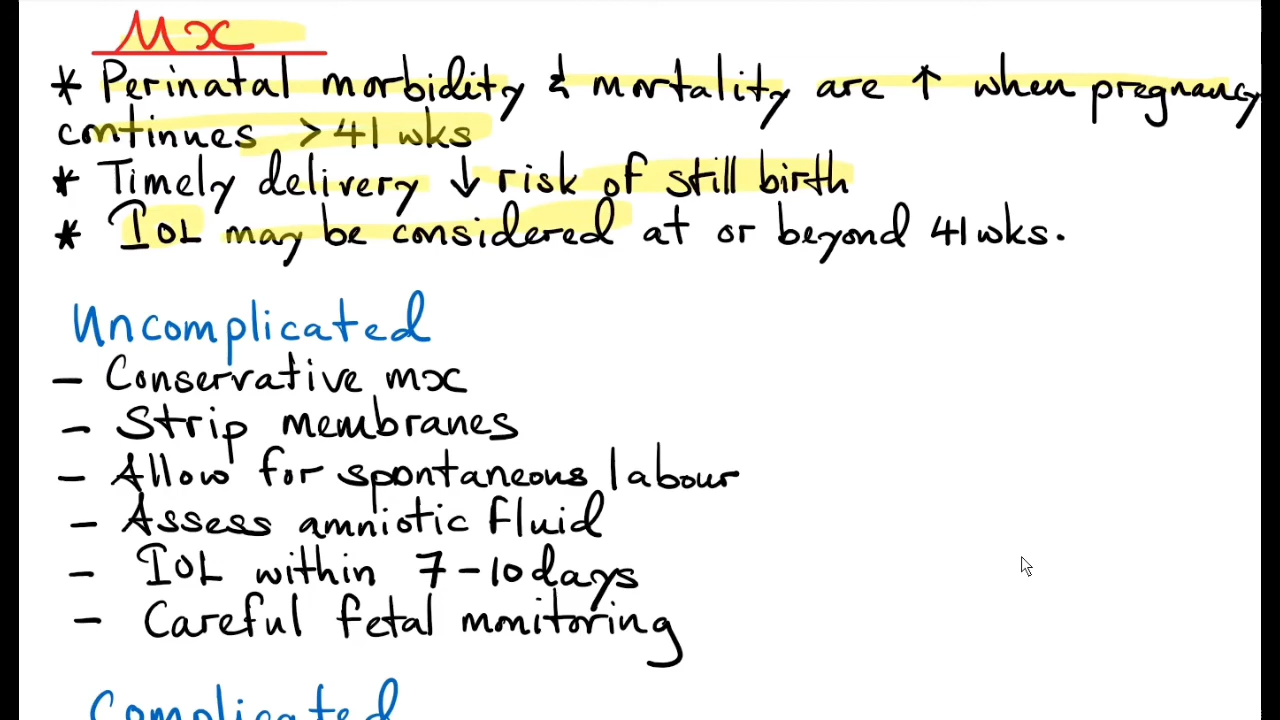 Mx
* Perinatal morbidity & mortality are ↑ when pregnancy
continues > 41 wks
* Timely delivery ↓ risk of still birth
* IOL may be considered at or beyond 41 wks.
Uncomplicated
- Conservative mx
- Strip membranes
- Allow for spontaneous labour
- Assess amniotic fluid
- IOL within 7-10 days
- Careful fetal monitoring
Complicated